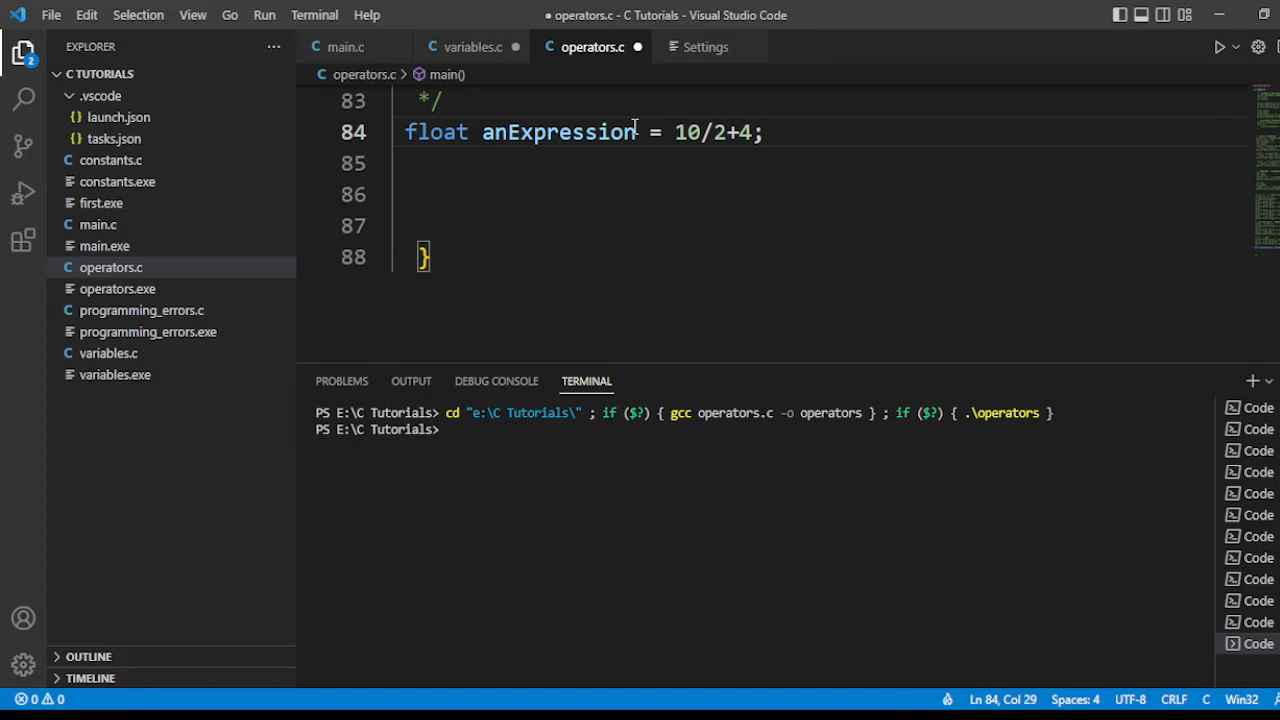 File Edit Selection View Go Run Terminal Help
● operators.c - C Tutorials - Visual Studio Code
EXPLORER
main.c
variables.c
operators.c
Settings
C TUTORIALS
.vscode
launch.json
tasks.json
constants.c
constants.exe
first.exe
main.c
main.exe
operators.c
operators.exe
programming_errors.c
programming_errors.exe
variables.c
variables.exe
OUTLINE
TIMELINE
2
operators.c > main()
83 */
84 float anExpression = 10/2+4;
85
86
87
88 }
PROBLEMS OUTPUT DEBUG CONSOLE TERMINAL
PS E:\C Tutorials> cd "e:\C Tutorials\" ; if ($?) { gcc operators.c -o operators } ; if ($?) { .\operators }
PS E:\C Tutorials>
Code
Code
Code
Code
Code
Code
Code
Code
Code
Code
Code
Code
0 0
Ln 84, Col 29 Spaces: 4 UTF-8 CRLF C Win32